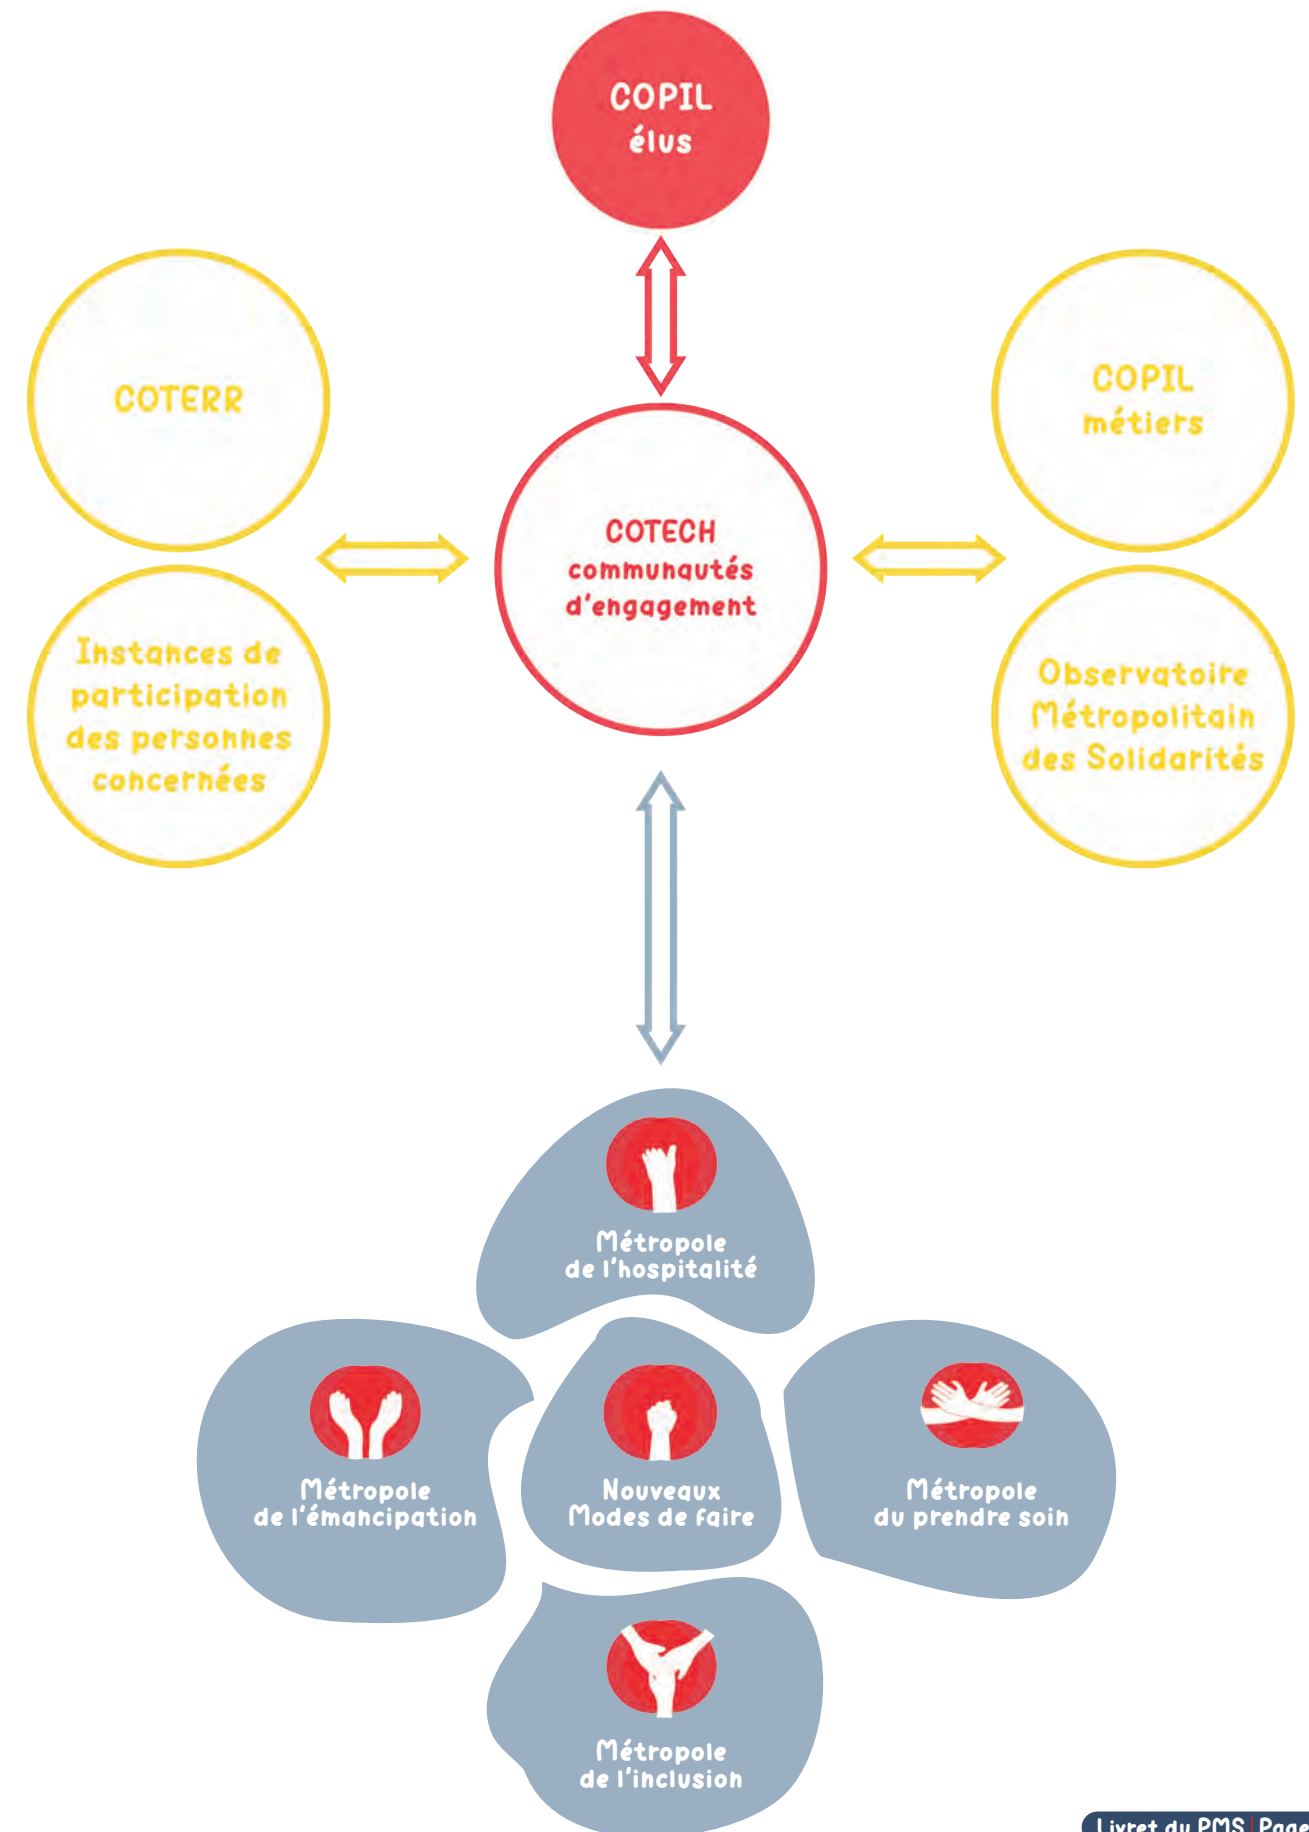 COPIL
élus
COTERR
COPIL
métiers
COTECH
communautés
d'engagement
Instances de
participation
des personnes
concernées
Observatoire
Métropolitain
des Solidarités
Métropole
de l'hospitalité
Métropole
de l'émancipation
Nouveaux
Modes de faire
Métropole
du prendre soin
Métropole
de l'inclusion
Livret du PMS | Page